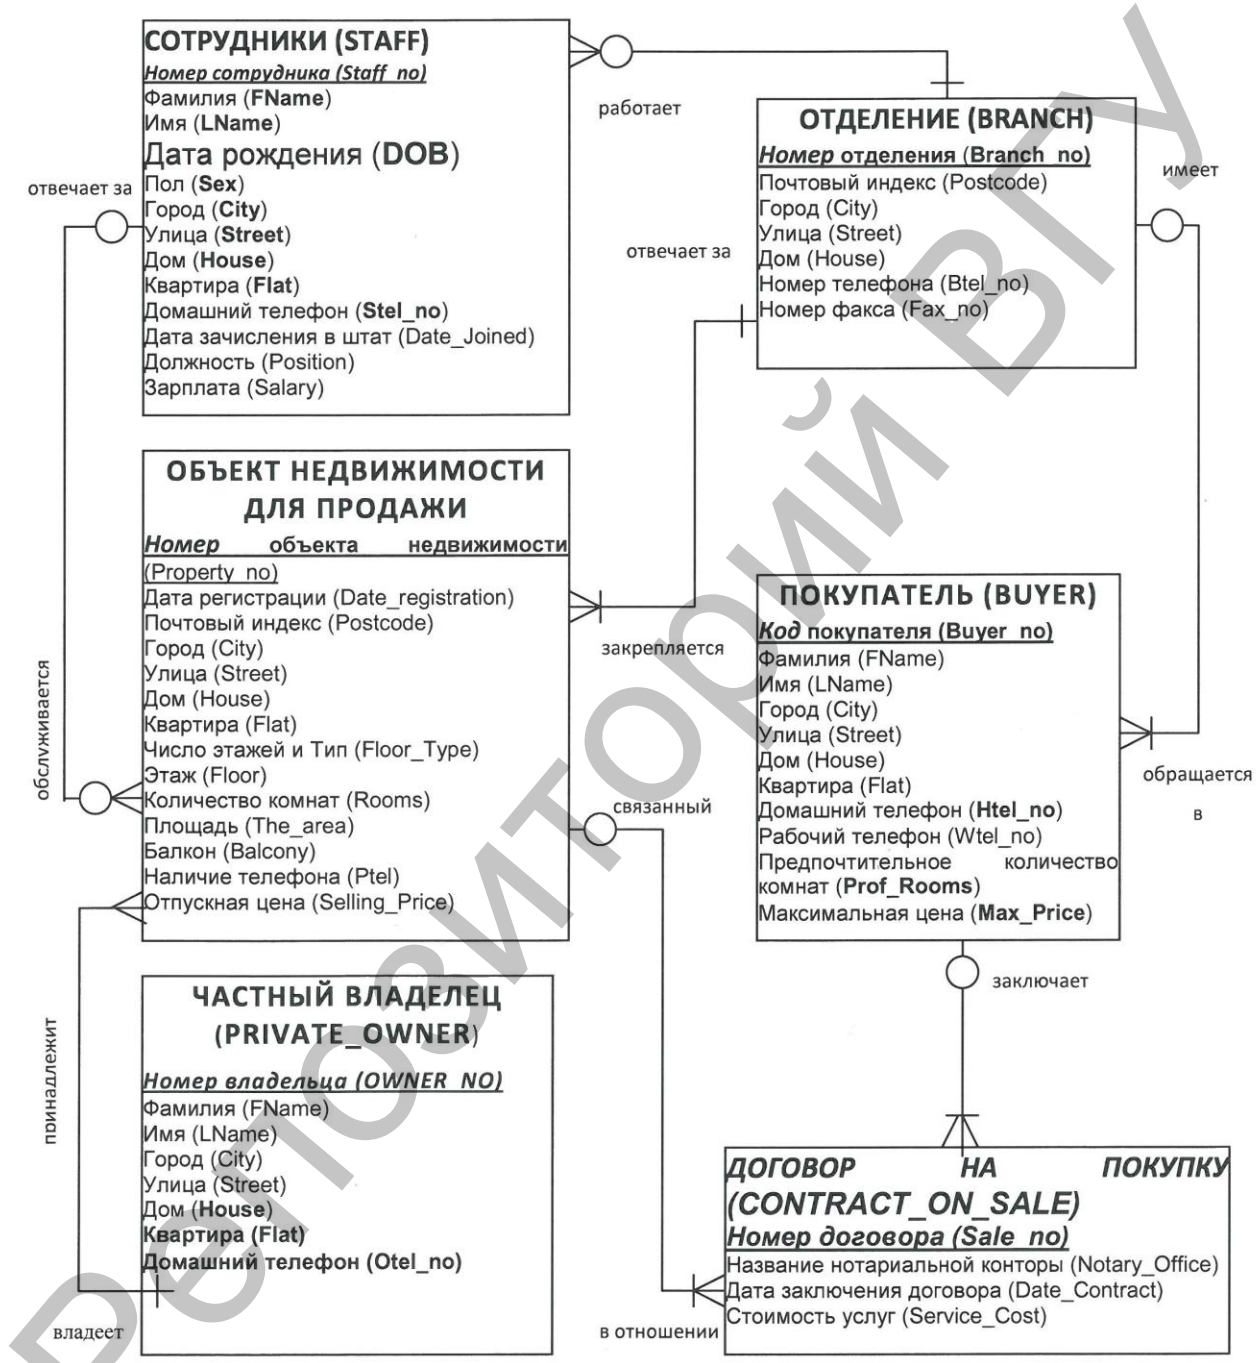 СОТРУДНИКИ (STAFF)
Номер сотрудника (Staff_no)
Фамилия (FName)
Имя (LName)
Дата рождения (DOB)
Пол (Sex)
Город (City)
Улица (Street)
Дом (House)
Квартира (Flat)
Домашний телефон (Stel_no)
Дата зачисления в штат (Date_Joined)
Должность (Position)
Зарплата (Salary)
работает
ОТДЕЛЕНИЕ (BRANCH)
Номер отделения (Branch_no)
Почтовый индекс (Postcode)
Город (City)
Улица (Street)
Дом (House)
Номер телефона (Btel_no)
Номер факса (Fax_no)
имеет
отвечает за
отвечает за
ОБЪЕКТ НЕДВИЖИМОСТИ
ДЛЯ ПРОДАЖИ
Номер объекта недвижимости
(Property_no)
Дата регистрации (Date_registration)
Почтовый индекс (Postcode)
Город (City)
Улица (Street)
Дом (House)
Квартира (Flat)
Число этажей и Тип (Floor_Type)
Этаж (Floor)
Количество комнат (Rooms)
Площадь (The_area)
Балкон (Balcony)
Наличие телефона (Ptel)
Отпускная цена (Selling_Price)
обслуживается
закрепляется
связанный
ПОКУПАТЕЛЬ (BUYER)
Код покупателя (Buyer_no)
Фамилия (FName)
Имя (LName)
Город (City)
Улица (Street)
Дом (House)
Квартира (Flat)
Домашний телефон (Htel_no)
Рабочий телефон (Wtel_no)
Предпочтительное количество
комнат (Prof_Rooms)
Максимальная цена (Max_Price)
обращается
в
заключает
ЧАСТНЫЙ ВЛАДЕЛЕЦ
(PRIVATE_OWNER)
Номер владельца (OWNER_NO)
Фамилия (FName)
Имя (LName)
Город (City)
Улица (Street)
Дом (House)
Квартира (Flat)
Домашний телефон (Otel_no)
принадлежит
владеет
ДОГОВОР НА ПОКУПКУ
(CONTRACT_ON_SALE)
Номер договора (Sale_no)
Название нотариальной конторы (Notary_Office)
Дата заключения договора (Date_Contract)
Стоимость услуг (Service_Cost)
в отношении
Репозиторий ВГУ